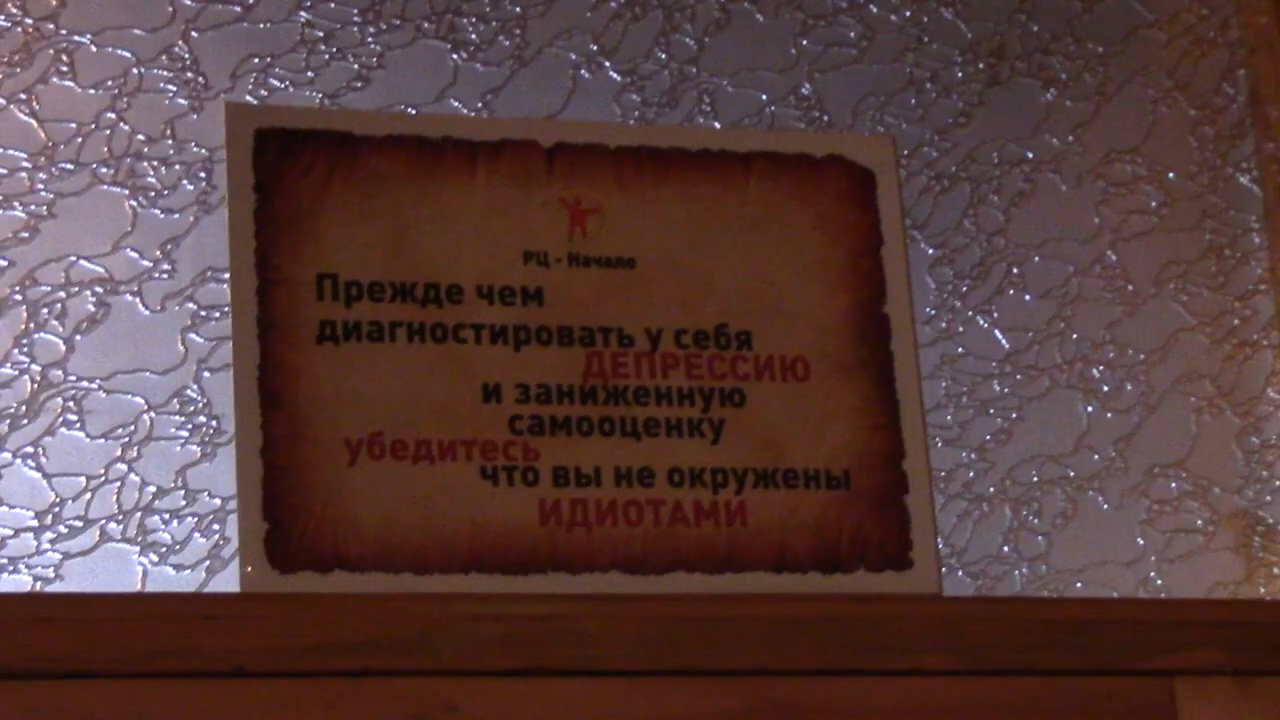 РЦ - Начало
Прежде чем
диагностировать у себя
ДЕПРЕССИЮ
и заниженную
самооценку
убедитесь
что вы не окружены
ИДИОТАМИ